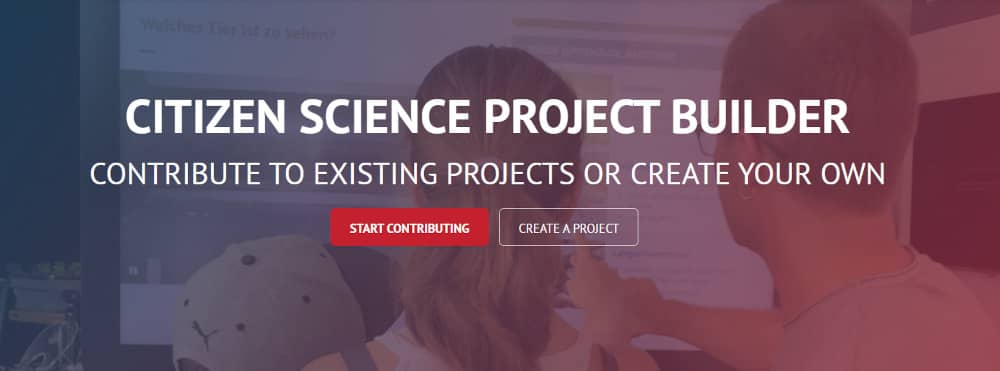 Welches Tier ist zu sehen?
CITIZEN SCIENCE PROJECT BUILDER
CONTRIBUTE TO EXISTING PROJECTS OR CREATE YOUR OWN
START CONTRIBUTING
CREATE A PROJECT